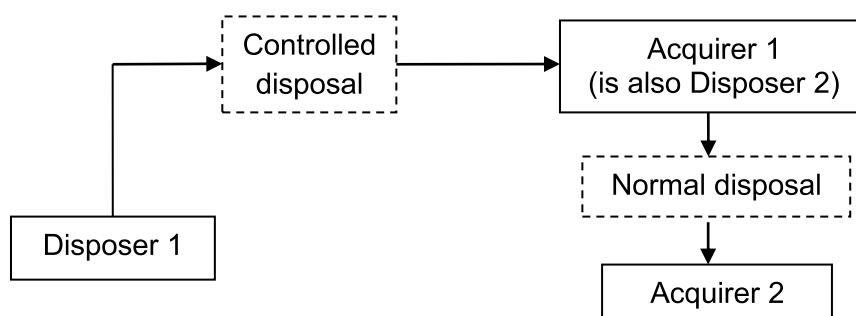 Controlled
disposal
Acquirer 1
(is also Disposer 2)
Normal disposal
Disposer 1
Acquirer 2